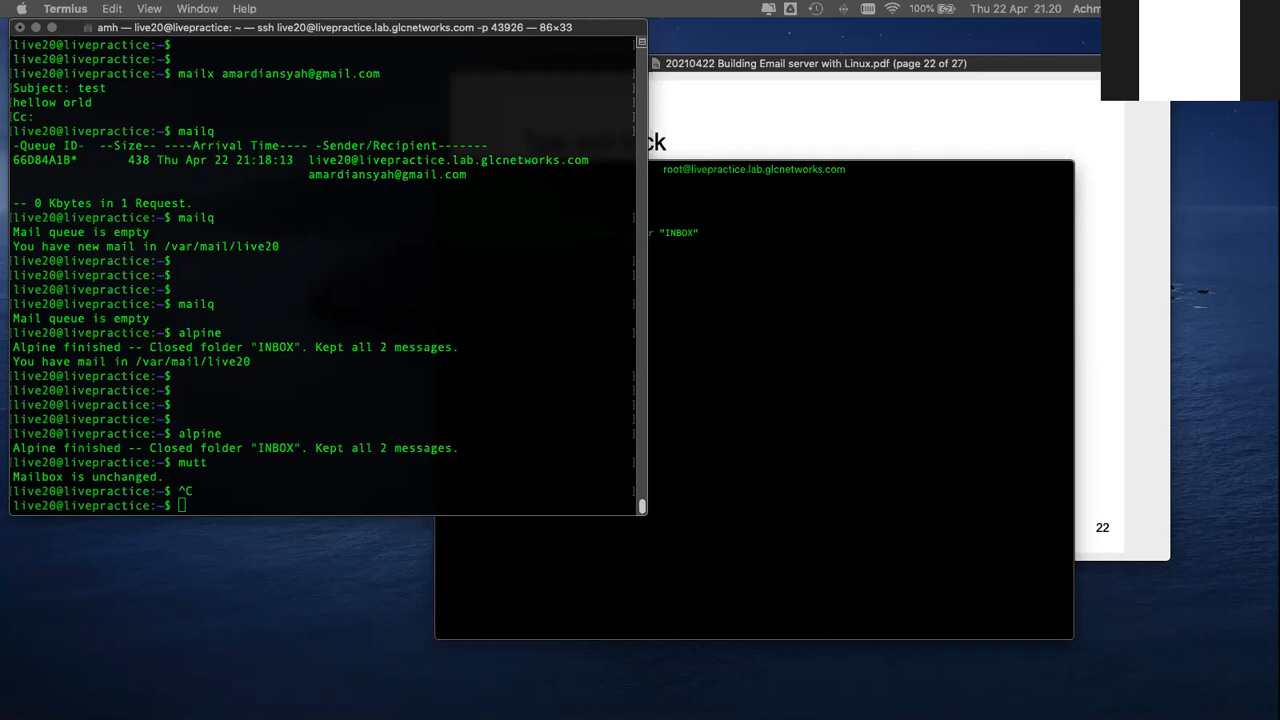 Termius Edit View Window Help 100% Thu 22 Apr 21.20 Achm
amh — live20@livepractice: ~ — ssh live20@livepractice.lab.glcnetworks.com -p 43926 — 86×33
[live20@livepractice:~$ ]
[live20@livepractice:~$ ]
[live20@livepractice:~$ mailx amardiansyah@gmail.com ]
Subject: test
[hellow orld ]
[Cc: ]
[live20@livepractice:~$ mailq ]
-Queue ID- --Size-- ----Arrival Time---- -Sender/Recipient-------
66D84A1B* 438 Thu Apr 22 21:18:13 live20@livepractice.lab.glcnetworks.com
amardiansyah@gmail.com
-- 0 Kbytes in 1 Request.
[live20@livepractice:~$ mailq ]
Mail queue is empty
You have new mail in /var/mail/live20
[live20@livepractice:~$ ]
[live20@livepractice:~$ ]
[live20@livepractice:~$ ]
[live20@livepractice:~$ mailq ]
Mail queue is empty
[live20@livepractice:~$ alpine ]
Alpine finished -- Closed folder "INBOX". Kept all 2 messages.
You have mail in /var/mail/live20
[live20@livepractice:~$ ]
[live20@livepractice:~$ ]
[live20@livepractice:~$ ]
[live20@livepractice:~$ ]
[live20@livepractice:~$ alpine ]
Alpine finished -- Closed folder "INBOX". Kept all 2 messages.
[live20@livepractice:~$ mutt ]
Mailbox is unchanged.
[live20@livepractice:~$ ^C ]
live20@livepractice:~$
20210422 Building Email server with Linux.pdf (page 22 of 27)
ck
root@livepractice.lab.glcnetworks.com
r "INBOX"
22